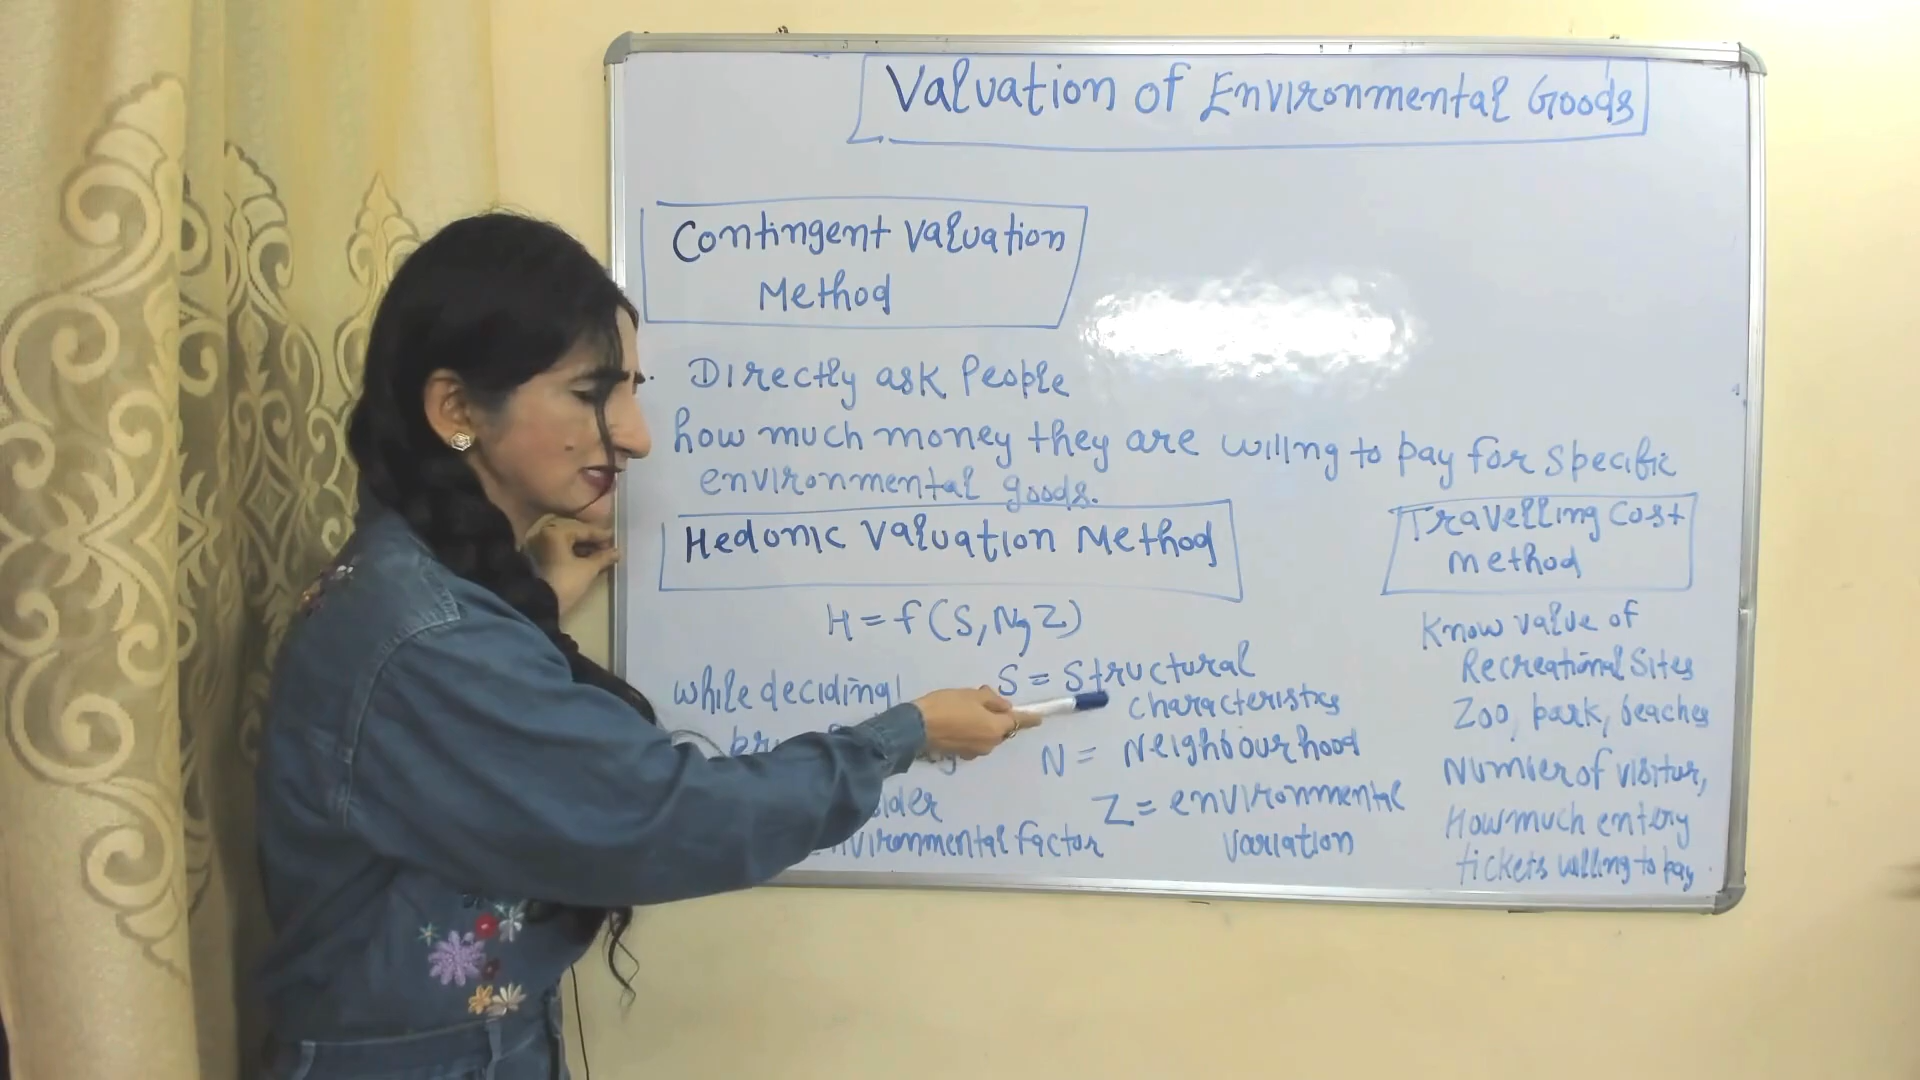 Valuation of Environmental Goods
Contingent Valuation
Method
Directly ask People
how much money they are willing to pay for specific
environmental goods.
Hedonic Valuation Method
H = f (S, N, Z)
while deciding
S = Structural
characteristics
N = Neighbourhood
Z = environmental
variation
environmental factor
Travelling Cost
Method
Know value of
Recreational Sites
Zoo, park, beaches
Number of visitor,
How much entery
tickets willing to pay